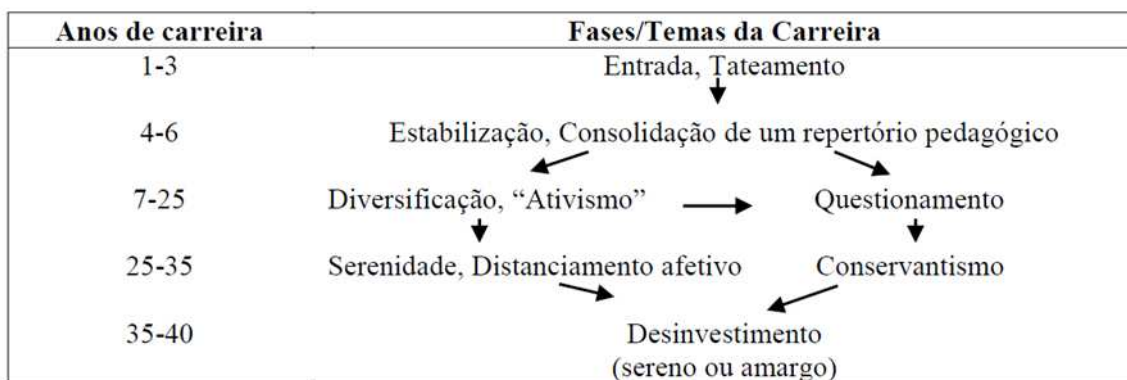 Anos de carreira Fases/Temas da Carreira
1-3 Entrada, Tateamento
4-6 Estabilização, Consolidação de um repertório pedagógico
7-25 Diversificação, “Ativismo” Questionamento
25-35 Serenidade, Distanciamento afetivo Conservantismo
35-40 Desinvestimento
(sereno ou amargo)